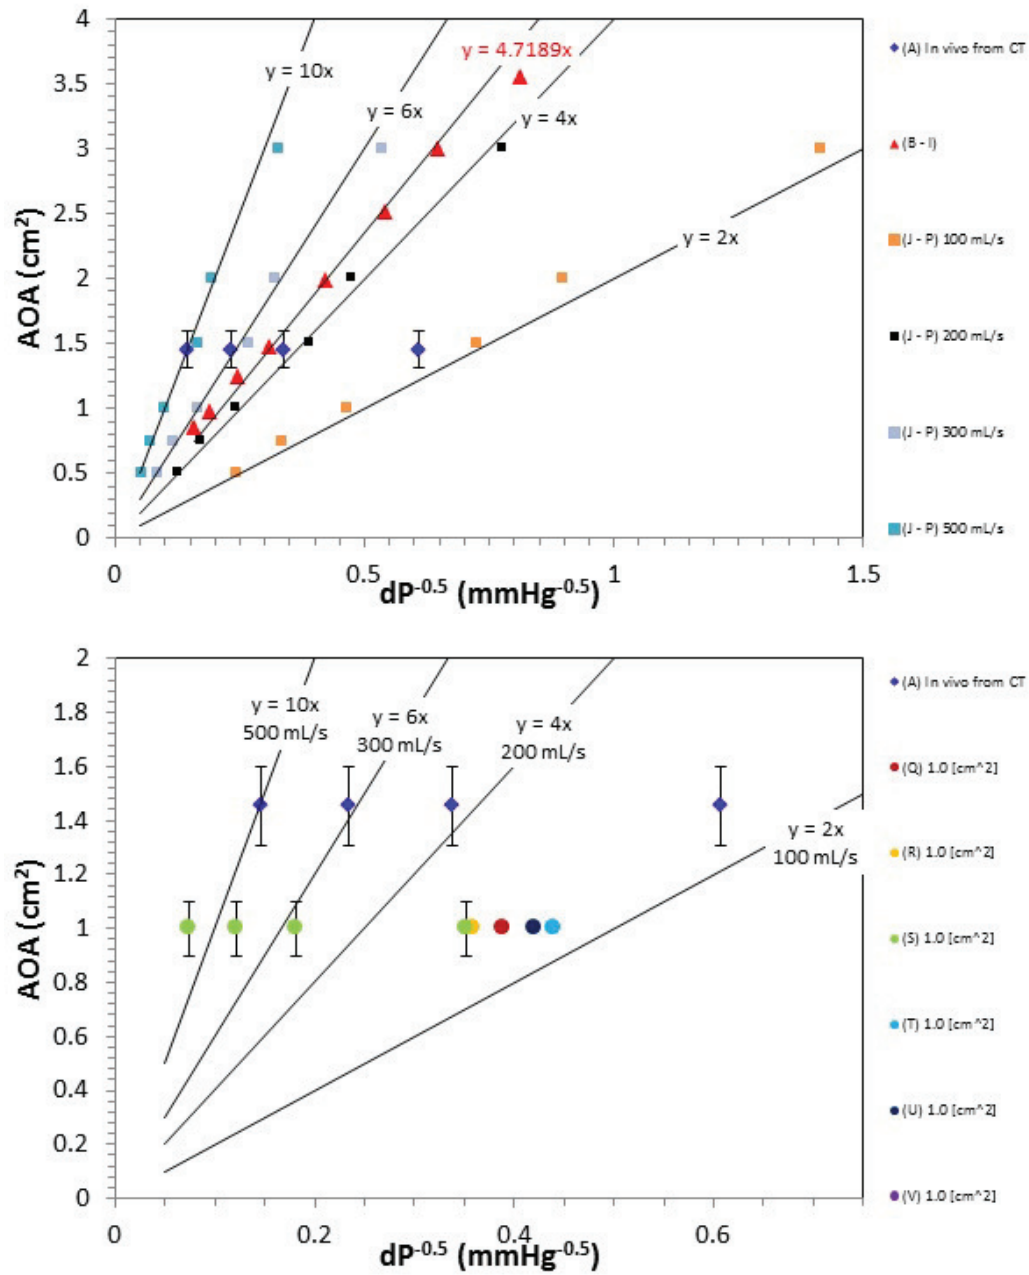 4
3.5
3
2.5
2
1.5
1
0.5
0
AOA (cm²)
y = 10x
y = 6x
y = 4.7189x
y = 4x
y = 2x
0
0.5
1
1.5
dP⁻⁰·⁵ (mmHg⁻⁰·⁵)
(A) In vivo from CT
(B - I)
(J - P) 100 mL/s
(J - P) 200 mL/s
(J - P) 300 mL/s
(J - P) 500 mL/s
2
1.8
1.6
1.4
1.2
1
0.8
0.6
0.4
0.2
0
AOA (cm²)
y = 10x
500 mL/s
y = 6x
300 mL/s
y = 4x
200 mL/s
y = 2x
100 mL/s
0
0.2
0.4
0.6
dP⁻⁰·⁵ (mmHg⁻⁰·⁵)
(A) In vivo from CT
(Q) 1.0 [cm^2]
(R) 1.0 [cm^2]
(S) 1.0 [cm^2]
(T) 1.0 [cm^2]
(U) 1.0 [cm^2]
(V) 1.0 [cm^2]